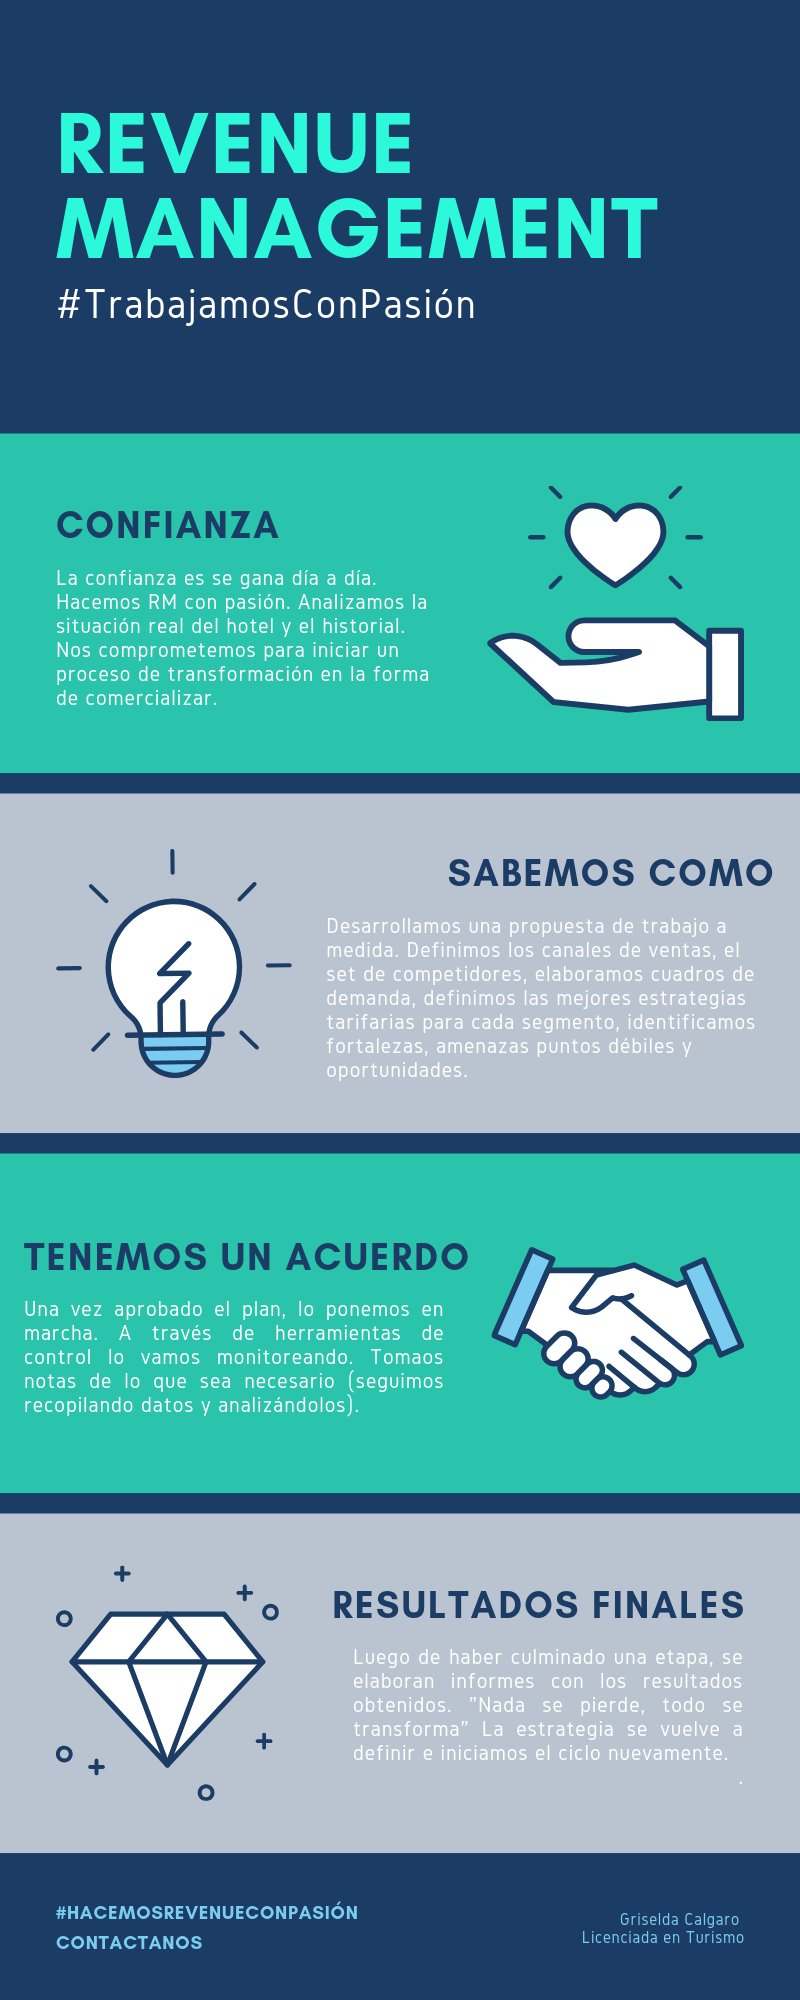 REVENUE
MANAGEMENT
#TrabajamosConPasión
CONFIANZA
La confianza es se gana día a día.
Hacemos RM con pasión. Analizamos la
situación real del hotel y el historial.
Nos comprometemos para iniciar un
proceso de transformación en la forma
de comercializar.
SABEMOS COMO
Desarrollamos una propuesta de trabajo a
medida. Definimos los canales de ventas, el
set de competidores, elaboramos cuadros de
demanda, definimos las mejores estrategias
tarifarias para cada segmento, identificamos
fortalezas, amenazas puntos débiles y
oportunidades.
TENEMOS UN ACUERDO
Una vez aprobado el plan, lo ponemos en
marcha. A través de herramientas de
control lo vamos monitoreando. Tomaos
notas de lo que sea necesario (seguimos
recopilando datos y analizándolos).
RESULTADOS FINALES
Luego de haber culminado una etapa, se
elaboran informes con los resultados
obtenidos. "Nada se pierde, todo se
transforma" La estrategia se vuelve a
definir e iniciamos el ciclo nuevamente.
.
#HACEMOSREVENUECONPASIÓN
CONTACTANOS
Griselda Calgaro
Licenciada en Turismo